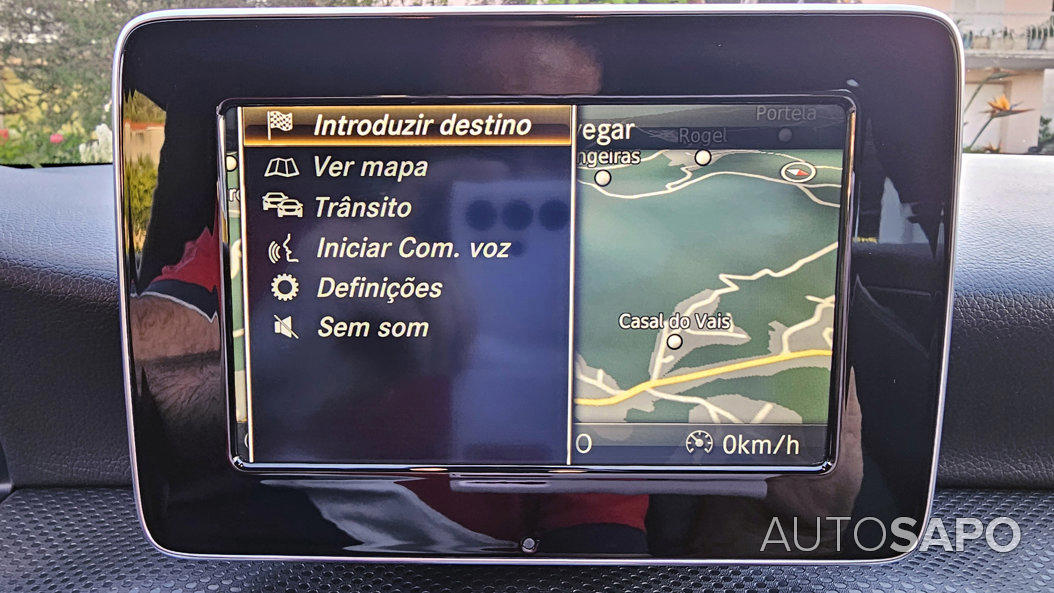 Introduzir destino
Ver mapa
Trânsito
Iniciar Com. voz
Definições
Sem som
vegar
Portela
Rogel
ngeiras
Casal do Vais
0km/h
AUTOSAPO